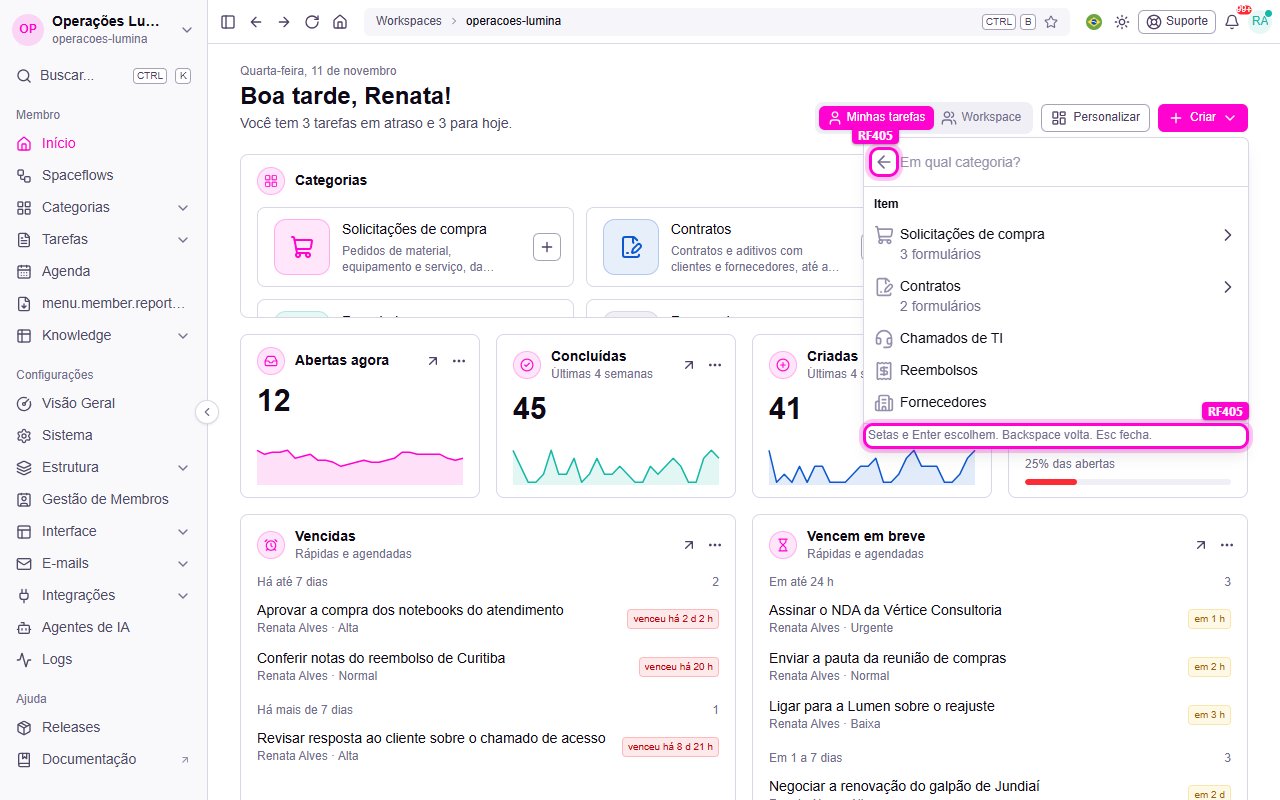 OP
Operações Lu...
operacoes-lumina
Buscar...
CTRL
K
Membro
Início
Spaceflows
Categorias
Tarefas
Agenda
menu.member.report...
Knowledge
Configurações
Visão Geral
Sistema
Estrutura
Gestão de Membros
Interface
E-mails
Integrações
Agentes de IA
Logs
Ajuda
Releases
Documentação
Workspaces
operacoes-lumina
CTRL
B
Suporte
99+
RA
Quarta-feira, 11 de novembro
Boa tarde, Renata!
Você tem 3 tarefas em atraso e 3 para hoje.
Minhas tarefas
Workspace
Personalizar
Criar
RF405
Em qual categoria?
Item
Solicitações de compra
3 formulários
Contratos
2 formulários
Chamados de TI
Reembolsos
Fornecedores
RF405
Setas e Enter escolhem. Backspace volta. Esc fecha.
Categorias
Solicitações de compra
Pedidos de material,
equipamento e serviço, da...
Contratos
Contratos e aditivos com
clientes e fornecedores, até a...
Abertas agora
12
Concluídas
Últimas 4 semanas
45
Criadas
Últimas 4
41
25% das abertas
Vencidas
Rápidas e agendadas
Há até 7 dias
2
Aprovar a compra dos notebooks do atendimento
Renata Alves · Alta
venceu há 2 d 2 h
Conferir notas do reembolso de Curitiba
Renata Alves · Normal
venceu há 20 h
Há mais de 7 dias
1
Revisar resposta ao cliente sobre o chamado de acesso
Renata Alves · Alta
venceu há 8 d 21 h
Vencem em breve
Rápidas e agendadas
Em até 24 h
3
Assinar o NDA da Vértice Consultoria
Renata Alves · Urgente
em 1 h
Enviar a pauta da reunião de compras
Renata Alves · Normal
em 2 h
Ligar para a Lumen sobre o reajuste
Renata Alves · Baixa
em 3 h
Em 1 a 7 dias
3
Negociar a renovação do galpão de Jundiaí
em 2 d